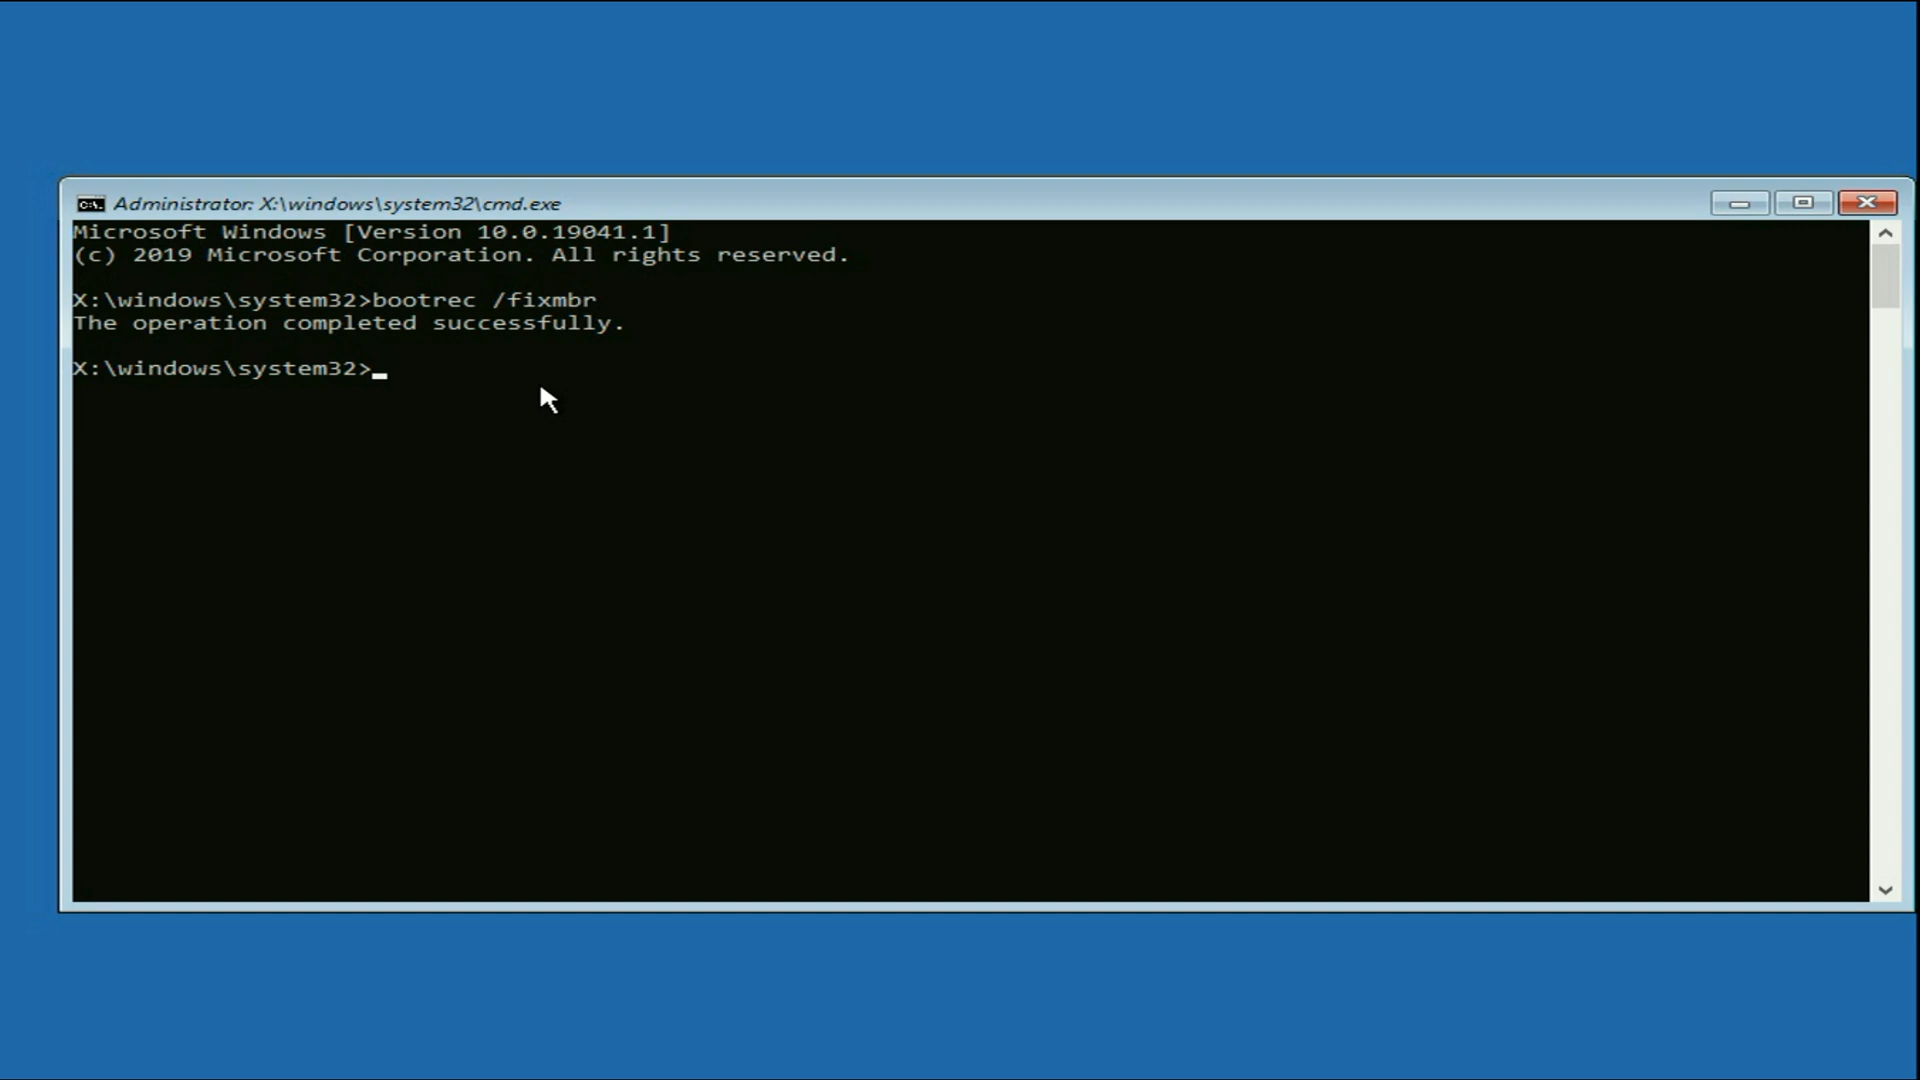 Administrator: X:\windows\system32\cmd.exe
Microsoft Windows [Version 10.0.19041.1]
(c) 2019 Microsoft Corporation. All rights reserved.
X:\windows\system32>bootrec /fixmbr
The operation completed successfully.
X:\windows\system32>